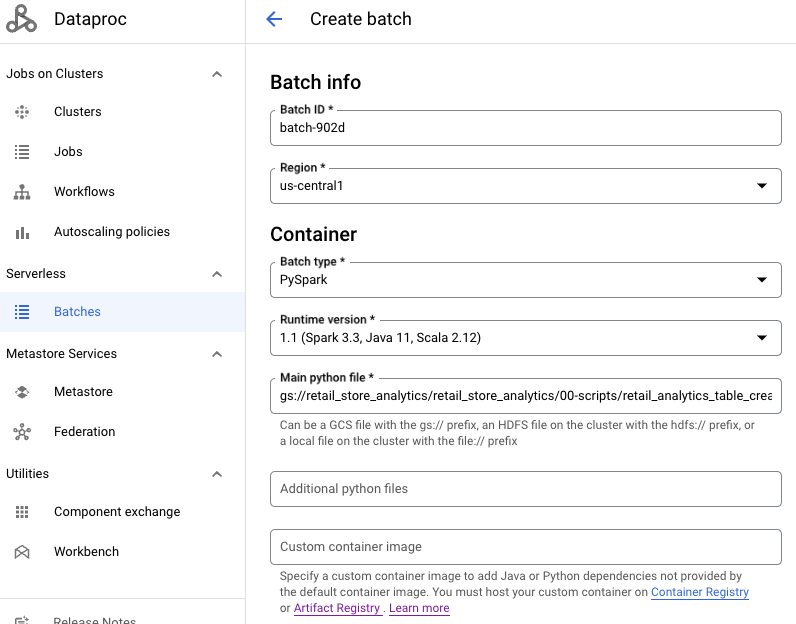 Dataproc
Create batch
Jobs on Clusters
Clusters
Jobs
Workflows
Autoscaling policies
Serverless
Batches
Metastore Services
Metastore
Federation
Utilities
Component exchange
Workbench
Release Notes
Batch info
Batch ID *
batch-902d
Region *
us-central1
Container
Batch type *
PySpark
Runtime version *
1.1 (Spark 3.3, Java 11, Scala 2.12)
Main python file *
gs://retail_store_analytics/retail_store_analytics/00-scripts/retail_analytics_table_crea
Can be a GCS file with the gs:// prefix, an HDFS file on the cluster with the hdfs:// prefix, or
a local file on the cluster with the file:// prefix
Additional python files
Custom container image
Specify a custom container image to add Java or Python dependencies not provided by
the default container image. You must host your custom container on Container Registry
or Artifact Registry . Learn more